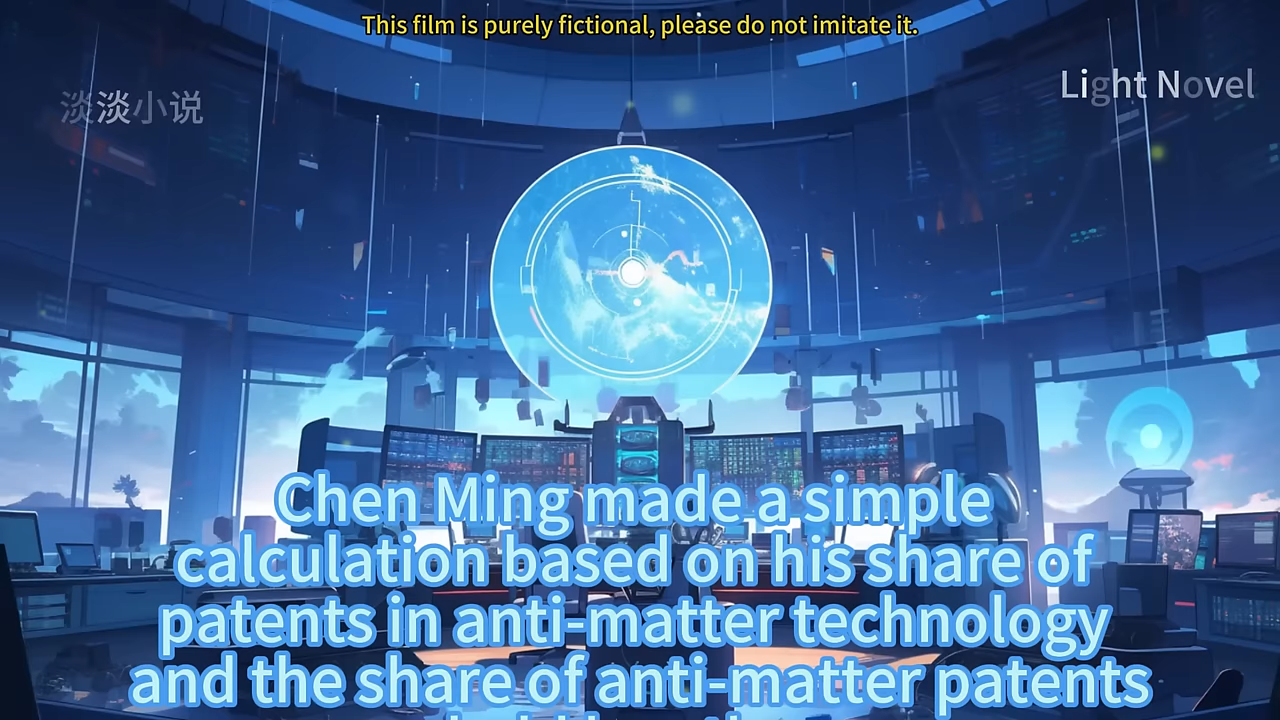 This film is purely fictional, please do not imitate it.
Light Novel
淡淡小说
Chen Ming made a simple
calculation based on his share of
patents in anti-matter technology
and the share of anti-matter patents